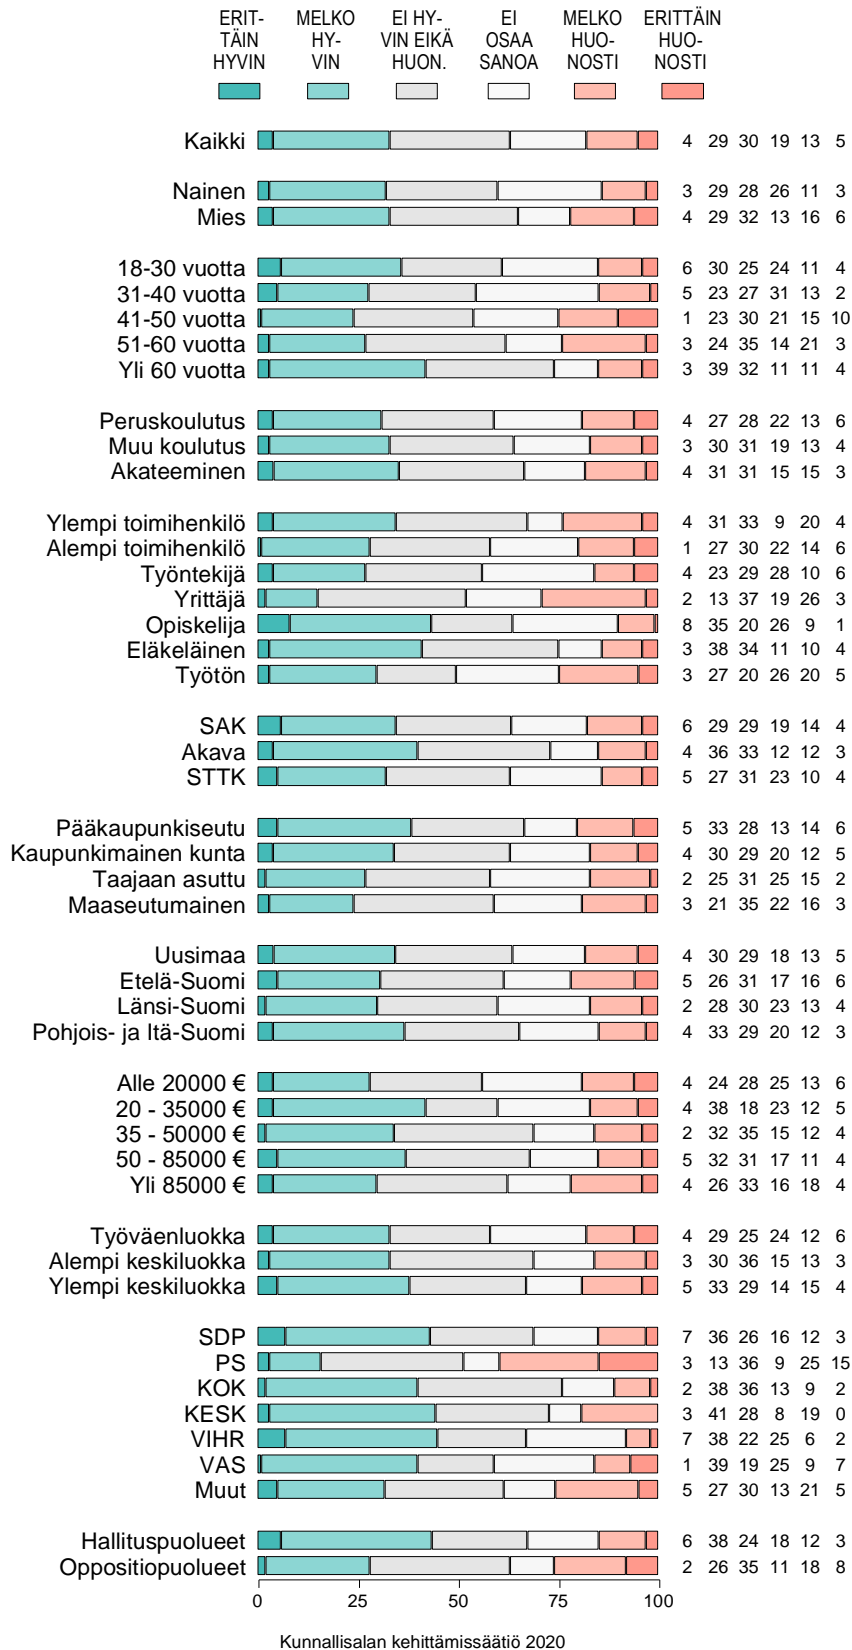 ERIT- MELKO EI HY- EI MELKO ERITTÄIN
TÄIN HY- VIN EIKÄ OSAA HUO- HUO-
HYVIN VIN HUON. SANOA NOSTI NOSTI
Kaikki 4 29 30 19 13 5
Nainen 3 29 28 26 11 3
Mies 4 29 32 13 16 6
18-30 vuotta 6 30 25 24 11 4
31-40 vuotta 5 23 27 31 13 2
41-50 vuotta 1 23 30 21 15 10
51-60 vuotta 3 24 35 14 21 3
Yli 60 vuotta 3 39 32 11 11 4
Peruskoulutus 4 27 28 22 13 6
Muu koulutus 3 30 31 19 13 4
Akateeminen 4 31 31 15 15 3
Ylempi toimihenkilö 4 31 33 9 20 4
Alempi toimihenkilö 1 27 30 22 14 6
Työntekijä 4 23 29 28 10 6
Yrittäjä 2 13 37 19 26 3
Opiskelija 8 35 20 26 9 1
Eläkeläinen 3 38 34 11 10 4
Työtön 3 27 20 26 20 5
SAK 6 29 29 19 14 4
Akava 4 36 33 12 12 3
STTK 5 27 31 23 10 4
Pääkaupunkiseutu 5 33 28 13 14 6
Kaupunkimainen kunta 4 30 29 20 12 5
Taajaan asuttu 2 25 31 25 15 2
Maaseutumainen 3 21 35 22 16 3
Uusimaa 4 30 29 18 13 5
Etelä-Suomi 5 26 31 17 16 6
Länsi-Suomi 2 28 30 23 13 4
Pohjois- ja Itä-Suomi 4 33 29 20 12 3
Alle 20000 € 4 24 28 25 13 6
20 - 35000 € 4 38 18 23 12 5
35 - 50000 € 2 32 35 15 12 4
50 - 85000 € 5 32 31 17 11 4
Yli 85000 € 4 26 33 16 18 4
Työväenluokka 4 29 25 24 12 6
Alempi keskiluokka 3 30 36 15 13 3
Ylempi keskiluokka 5 33 29 14 15 4
SDP 7 36 26 16 12 3
PS 3 13 36 9 25 15
KOK 2 38 36 13 9 2
KESK 3 41 28 8 19 0
VIHR 7 38 22 25 6 2
VAS 1 39 19 25 9 7
Muut 5 27 30 13 21 5
Hallituspuolueet 6 38 24 18 12 3
Oppositiopuolueet 2 26 35 11 18 8
0 25 50 75 100
Kunnallisalan kehittämissäätiö 2020